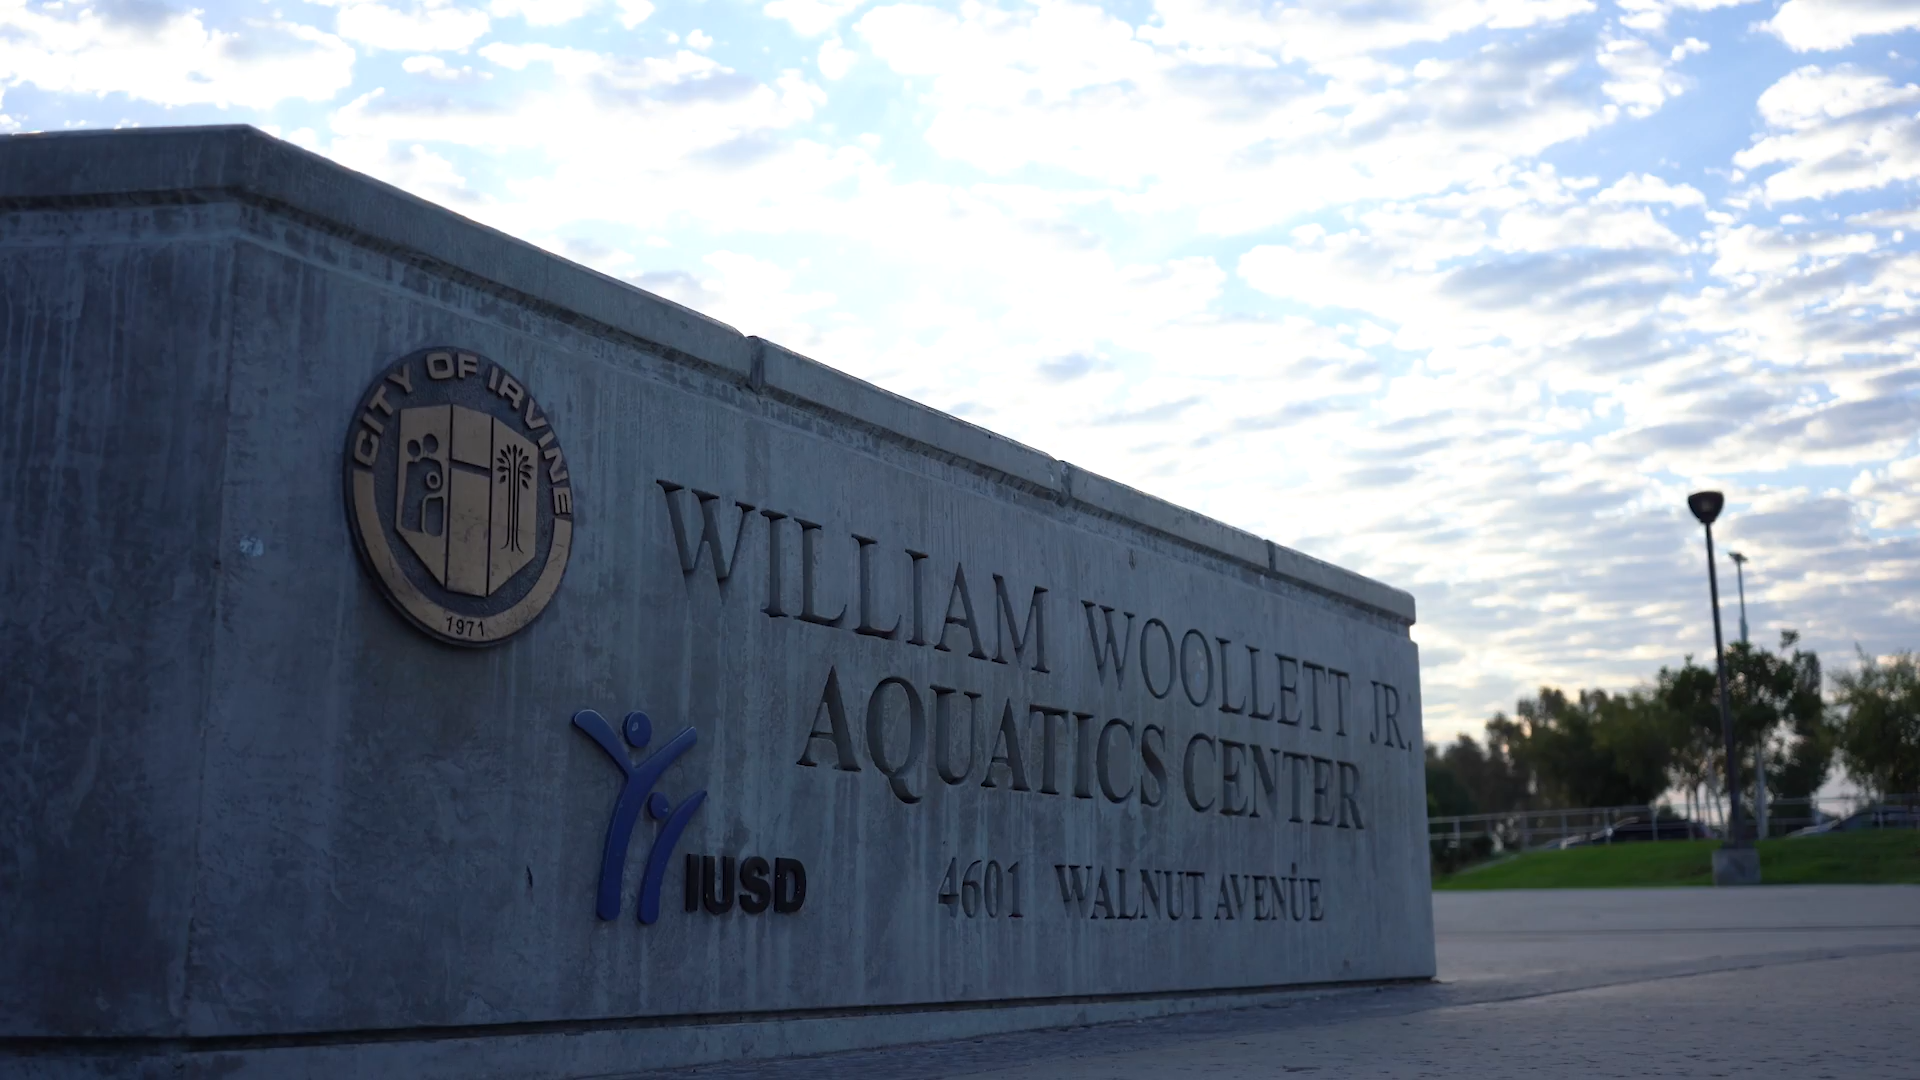 CITY OF IRVINE
1971
WILLIAM WOOLLETT JR.
AQUATICS CENTER
IUSD
4601 WALNUT AVENUE